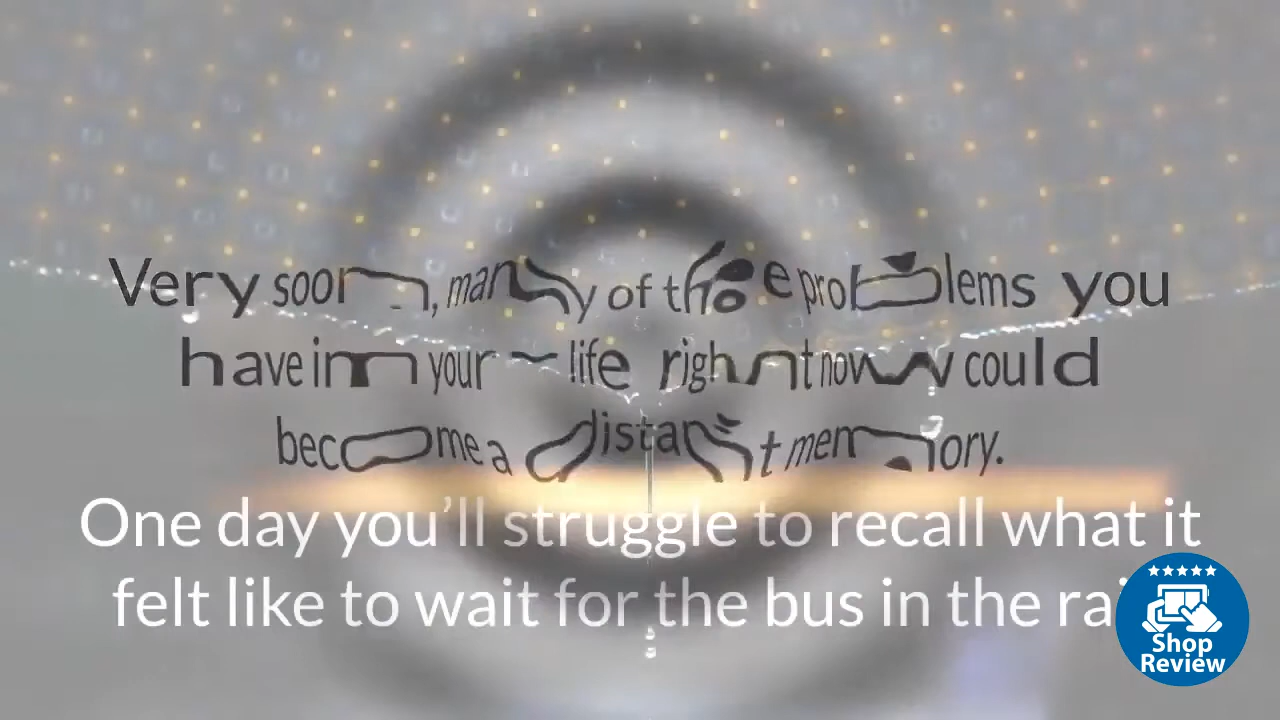 Very soon, many of those problems you
have in your life right now could
become a distant memory.
One day you’ll struggle to recall what it
felt like to wait for the bus in the
Shop
Review